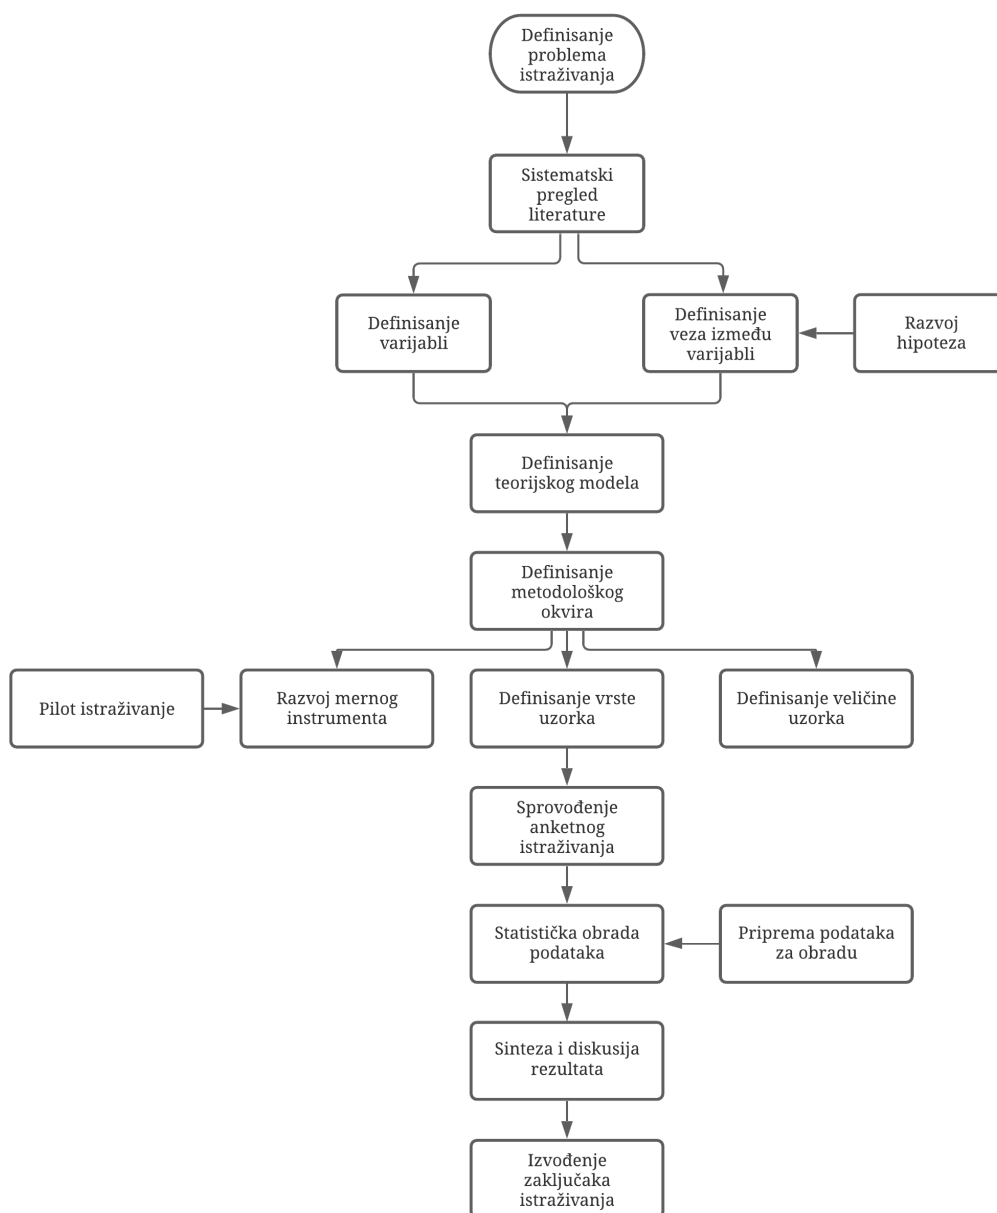 Definisanje
problema
istraživanja
Sistematski
pregled
literature
Definisanje
varijabli
Definisanje
veza između
varijabli
Razvoj
hipoteza
Definisanje
teorijskog modela
Definisanje
metodološkog
okvira
Pilot istraživanje
Razvoj mernog
instrumenta
Definisanje vrste
uzorka
Definisanje veličine
uzorka
Sprovođenje
anketnog
istraživanja
Statistička obrada
podataka
Priprema podataka
za obradu
Sinteza i diskusija
rezultata
Izvođenje
zaključaka
istraživanja